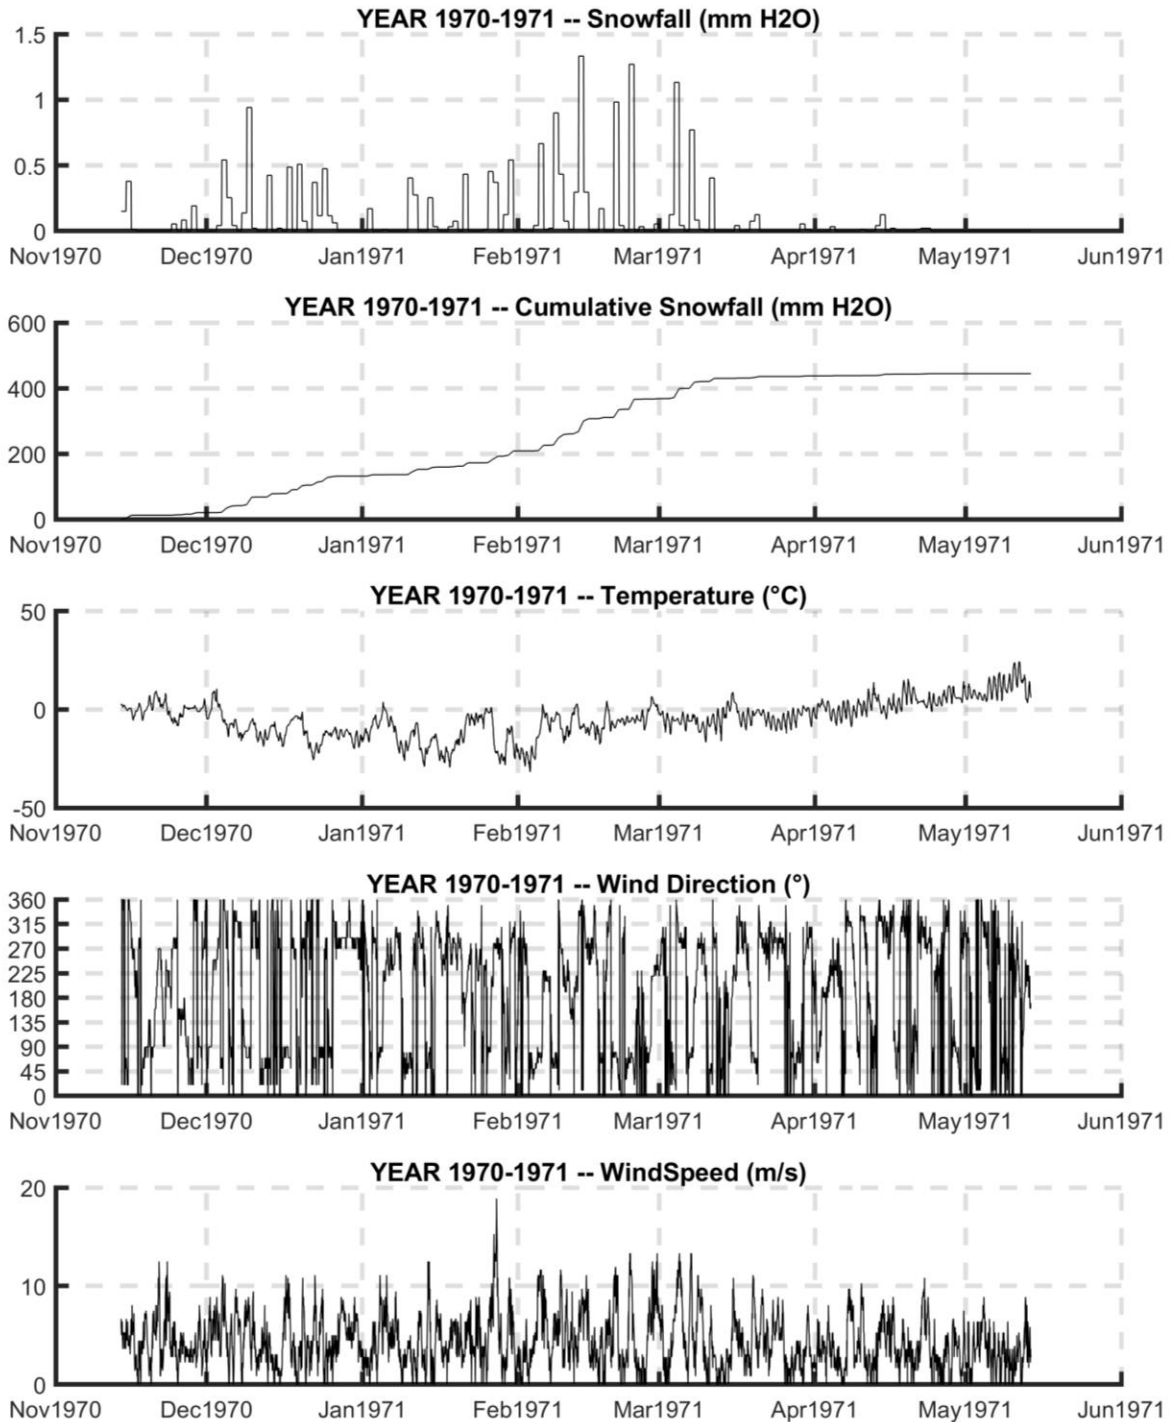 YEAR 1970-1971 -- Snowfall (mm H2O)
1.5
1
0.5
0
Nov1970 Dec1970 Jan1971 Feb1971 Mar1971 Apr1971 May1971 Jun1971
YEAR 1970-1971 -- Cumulative Snowfall (mm H2O)
600
400
200
0
Nov1970 Dec1970 Jan1971 Feb1971 Mar1971 Apr1971 May1971 Jun1971
YEAR 1970-1971 -- Temperature (°C)
50
0
-50
Nov1970 Dec1970 Jan1971 Feb1971 Mar1971 Apr1971 May1971 Jun1971
YEAR 1970-1971 -- Wind Direction (°)
360
315
270
225
180
135
90
45
0
Nov1970 Dec1970 Jan1971 Feb1971 Mar1971 Apr1971 May1971 Jun1971
YEAR 1970-1971 -- WindSpeed (m/s)
20
10
0
Nov1970 Dec1970 Jan1971 Feb1971 Mar1971 Apr1971 May1971 Jun1971